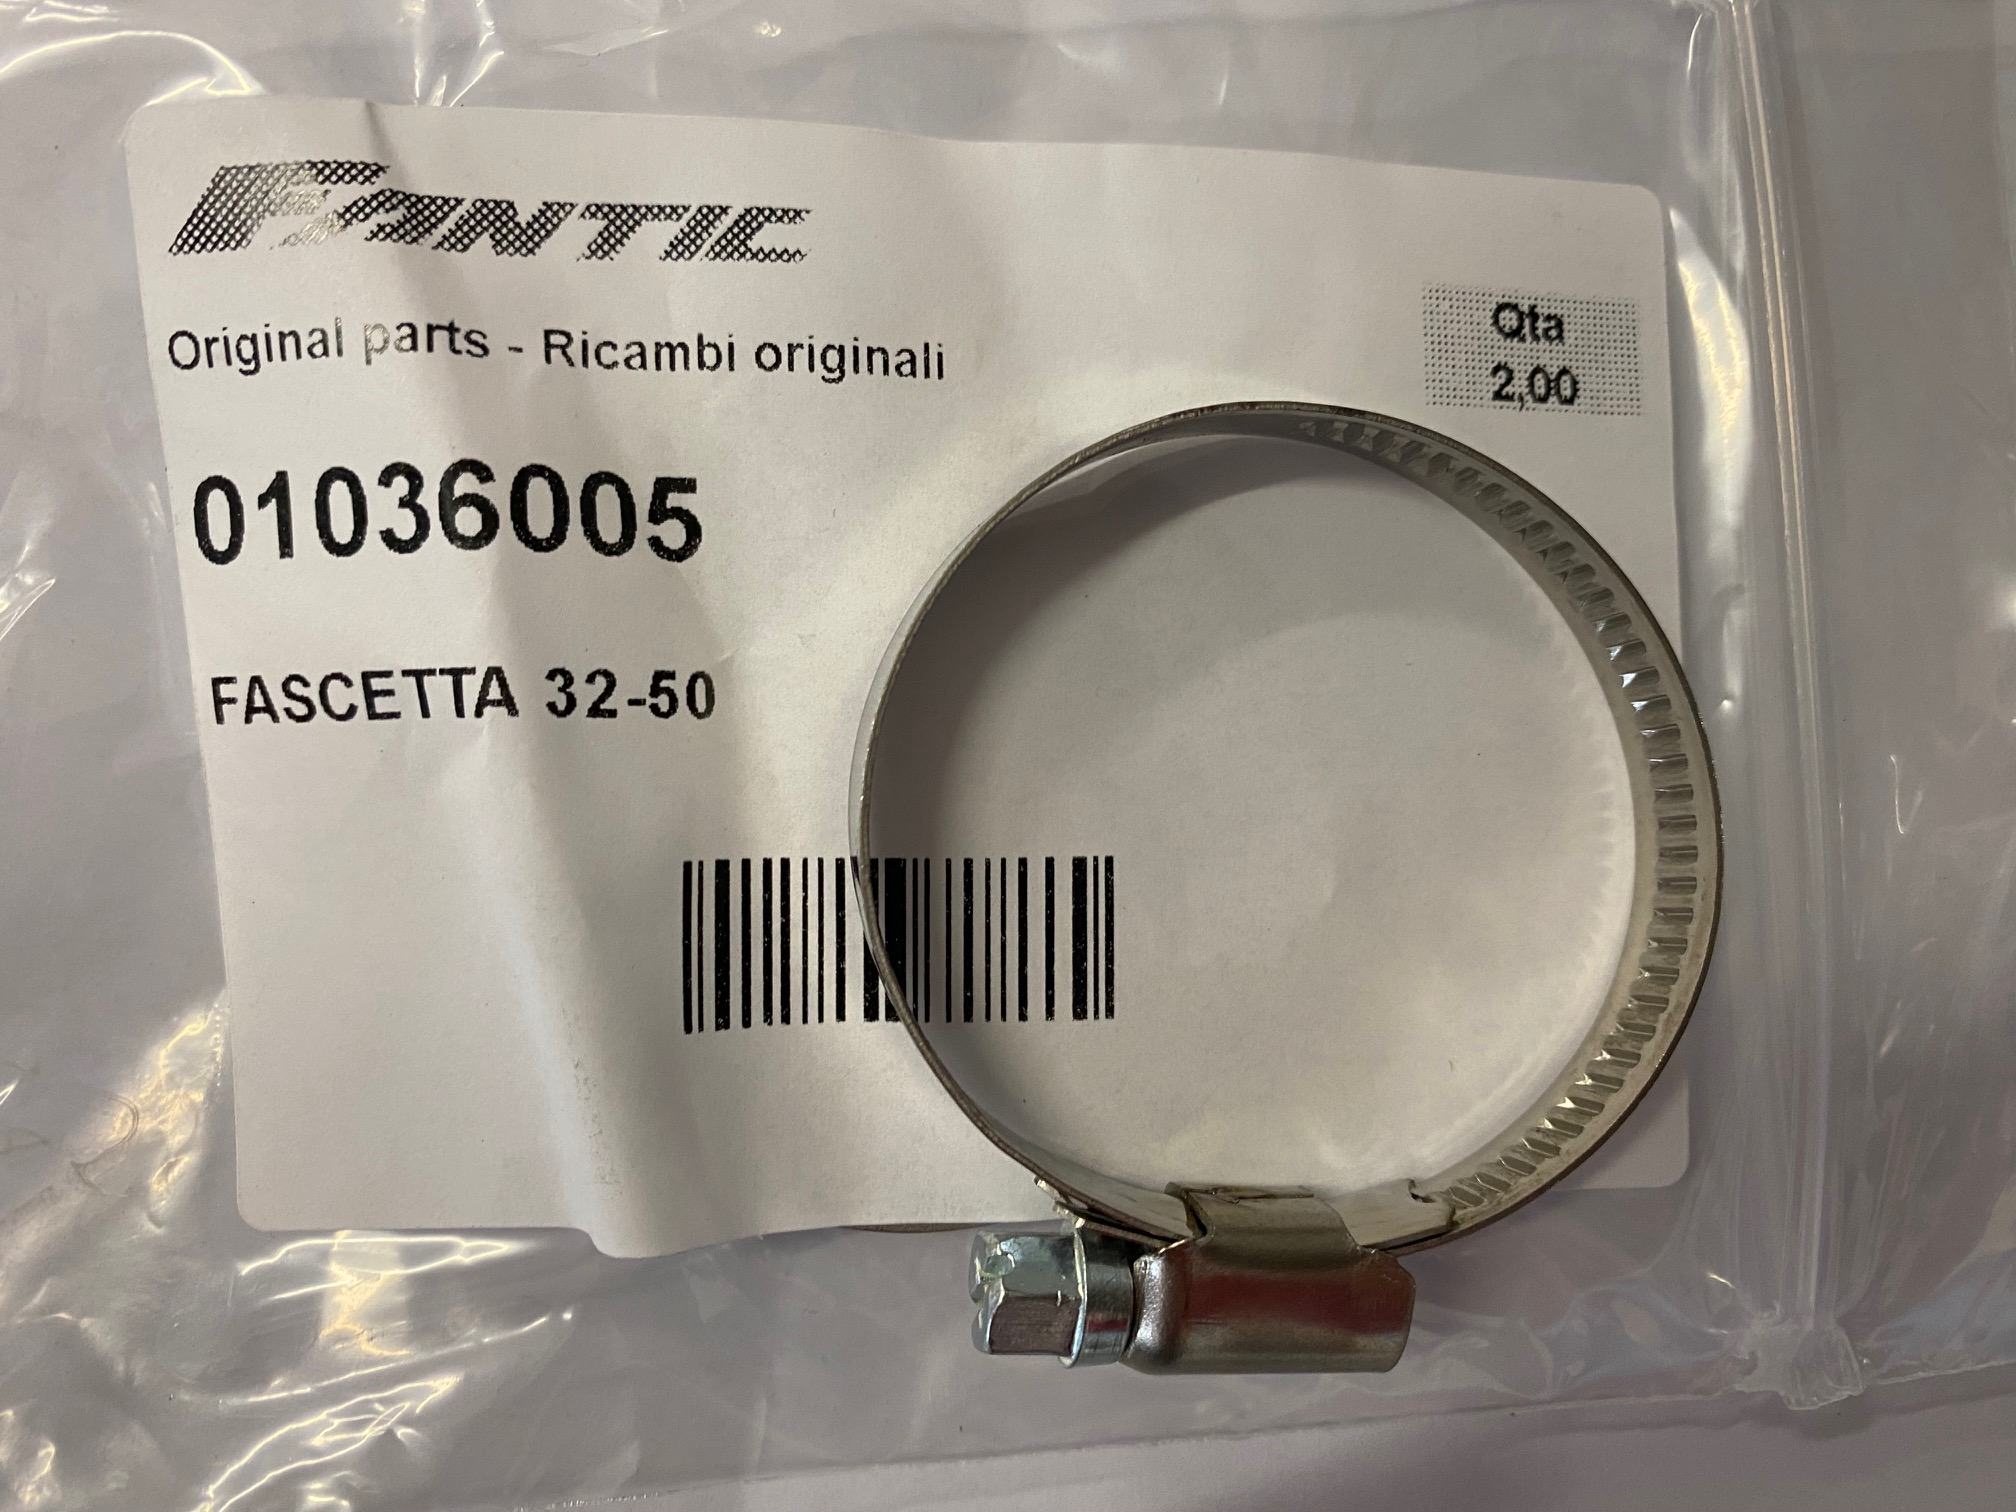 FANTIC
Original parts - Ricambi originali
Qta
2,00
01036005
FASCETTA 32-50